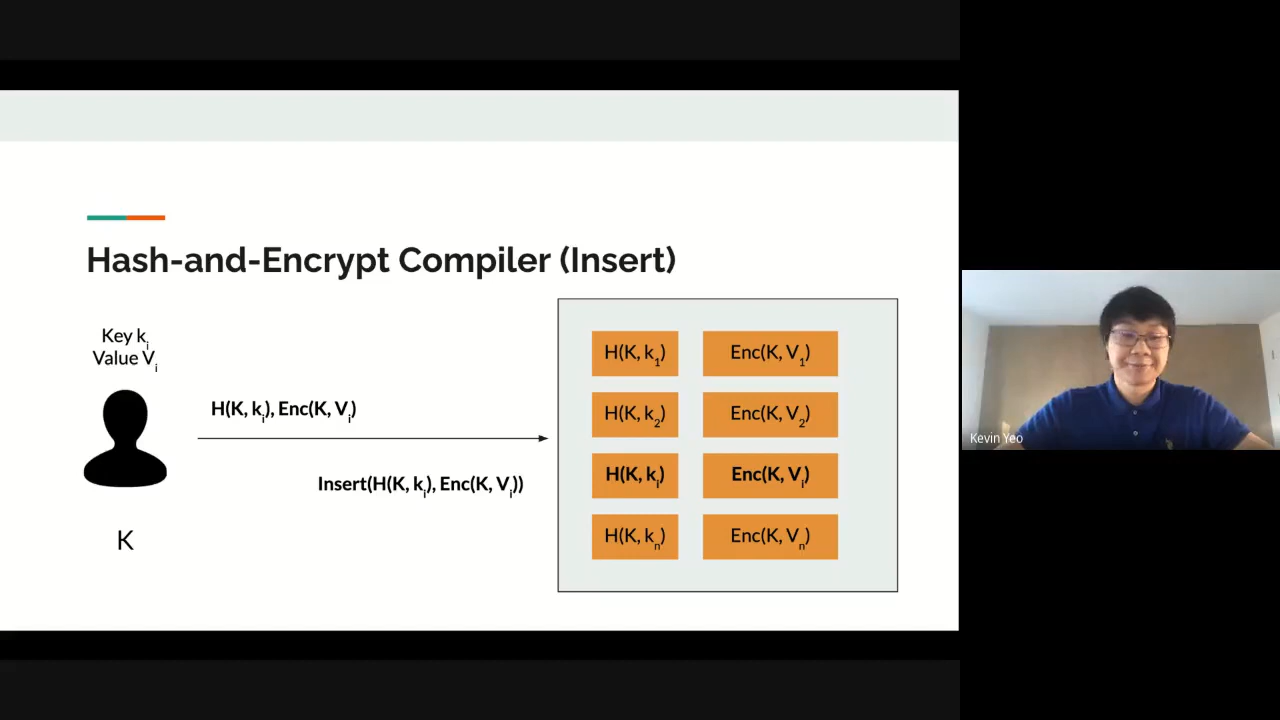 Hash-and-Encrypt Compiler (Insert)
Key kᵢ
Value Vᵢ
H(K, kᵢ), Enc(K, Vᵢ)
Insert(H(K, kᵢ), Enc(K, Vᵢ))
K
H(K, k₁) Enc(K, V₁)
H(K, k₂) Enc(K, V₂)
H(K, kᵢ) Enc(K, Vᵢ)
H(K, kₙ) Enc(K, Vₙ)
Kevin Yeo